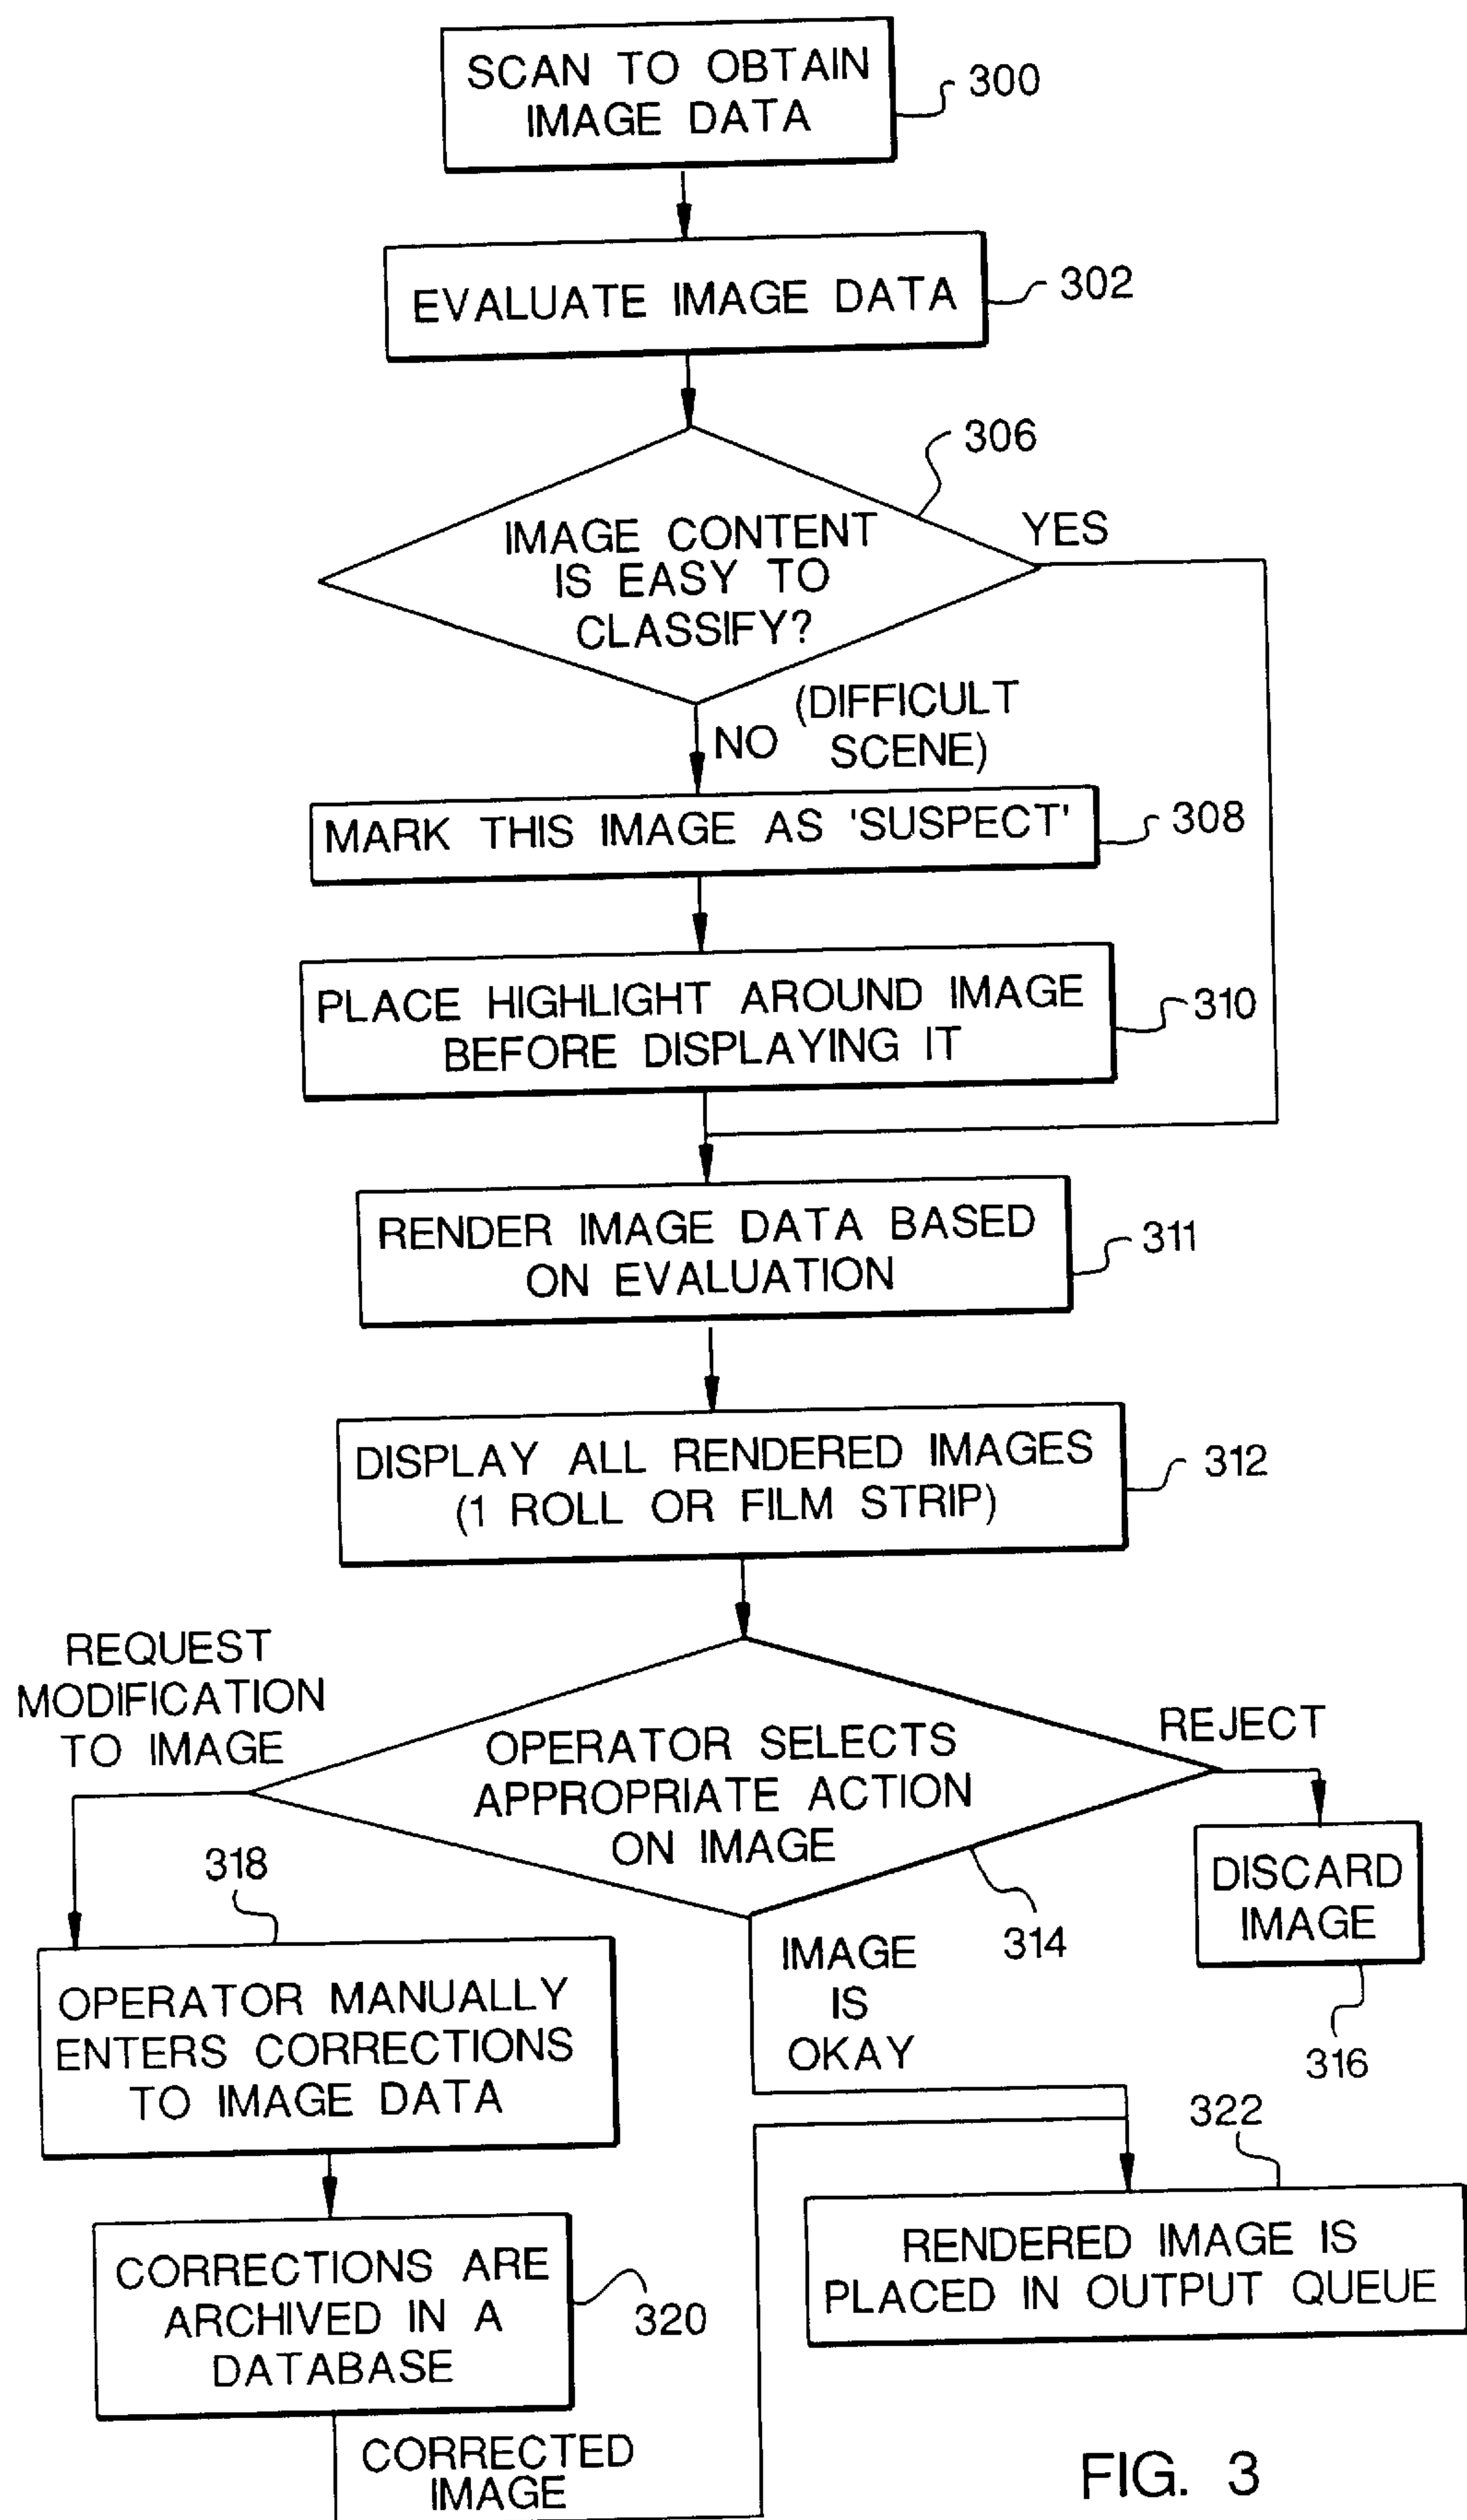 SCAN TO OBTAIN
IMAGE DATA
300
EVALUATE IMAGE DATA
302
306
IMAGE CONTENT
IS EASY TO
CLASSIFY?
YES
NO
(DIFFICULT
SCENE)
MARK THIS IMAGE AS 'SUSPECT'
308
PLACE HIGHLIGHT AROUND IMAGE
BEFORE DISPLAYING IT
310
RENDER IMAGE DATA BASED
ON EVALUATION
311
DISPLAY ALL RENDERED IMAGES
(1 ROLL OR FILM STRIP)
312
REQUEST
MODIFICATION
TO IMAGE
OPERATOR SELECTS
APPROPRIATE ACTION
ON IMAGE
REJECT
314
DISCARD
IMAGE
316
318
OPERATOR MANUALLY
ENTERS CORRECTIONS
TO IMAGE DATA
IMAGE
IS
OKAY
322
RENDERED IMAGE IS
PLACED IN OUTPUT QUEUE
CORRECTIONS ARE
ARCHIVED IN A
DATABASE
320
CORRECTED
IMAGE
FIG. 3